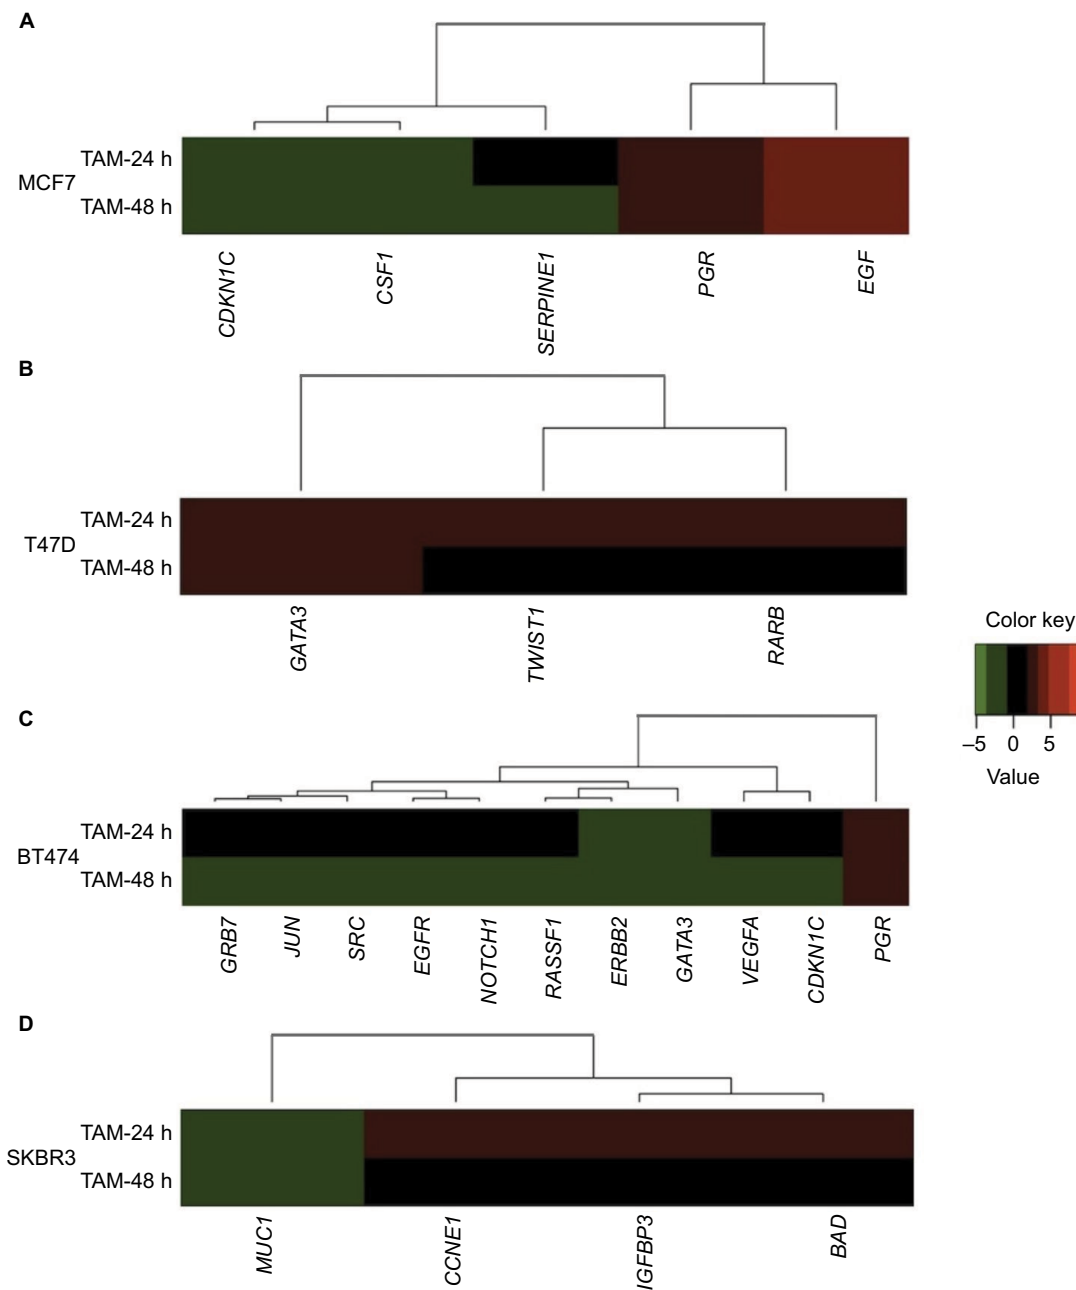 A
TAM-24 h
MCF7
TAM-48 h
CDKN1C
CSF1
SERPINE1
PGR
EGF
B
TAM-24 h
T47D
TAM-48 h
GATA3
TWIST1
RARB
Color key
–5 0 5
Value
C
TAM-24 h
BT474
TAM-48 h
GRB7
JUN
SRC
EGFR
NOTCH1
RASSF1
ERBB2
GATA3
VEGFA
CDKN1C
PGR
D
TAM-24 h
SKBR3
TAM-48 h
MUC1
CCNE1
IGFBP3
BAD